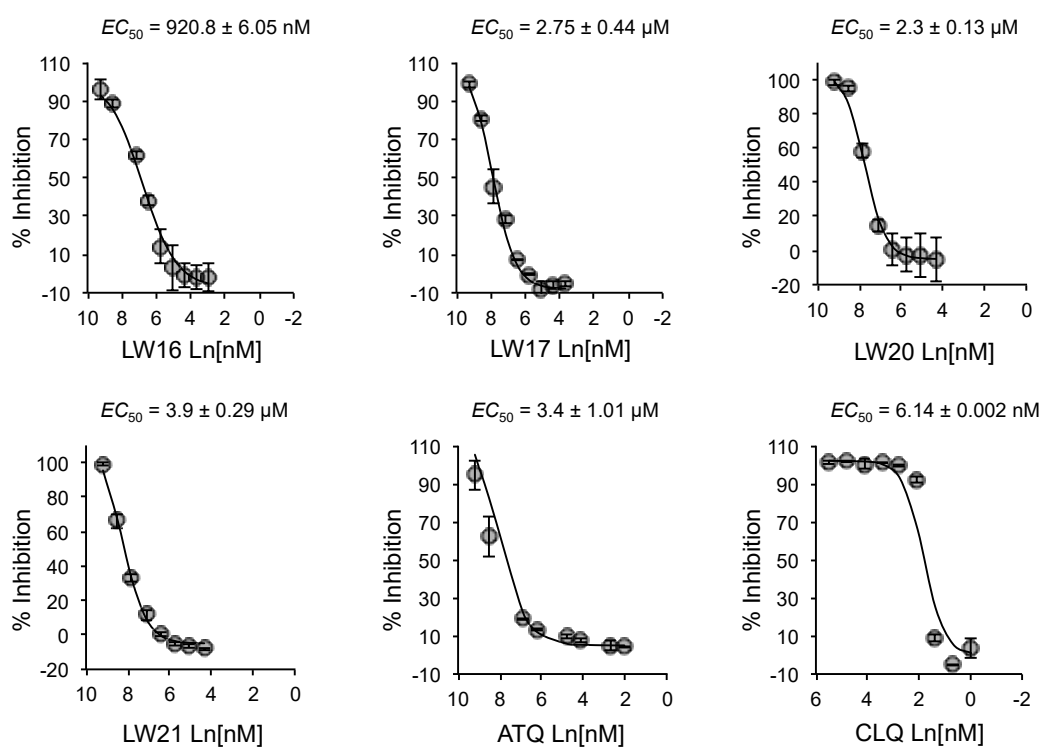 EC50 = 920.8 ± 6.05 nM
110
90
70
50
30
10
-10
10 8 6 4 2 0 -2
% Inhibition
LW16 Ln[nM]
EC50 = 2.75 ± 0.44 µM
110
90
70
50
30
10
-10
10 8 6 4 2 0 -2
% Inhibition
LW17 Ln[nM]
EC50 = 2.3 ± 0.13 µM
100
80
60
40
20
0
-20
10 8 6 4 2 0
% Inhibition
LW20 Ln[nM]
EC50 = 3.9 ± 0.29 µM
100
80
60
40
20
0
-20
10 8 6 4 2 0
% Inhibition
LW21 Ln[nM]
EC50 = 3.4 ± 1.01 µM
110
90
70
50
30
10
-10
10 8 6 4 2 0
% Inhibition
ATQ Ln[nM]
EC50 = 6.14 ± 0.002 nM
110
90
70
50
30
10
-10
6 4 2 0 -2
% Inhibition
CLQ Ln[nM]